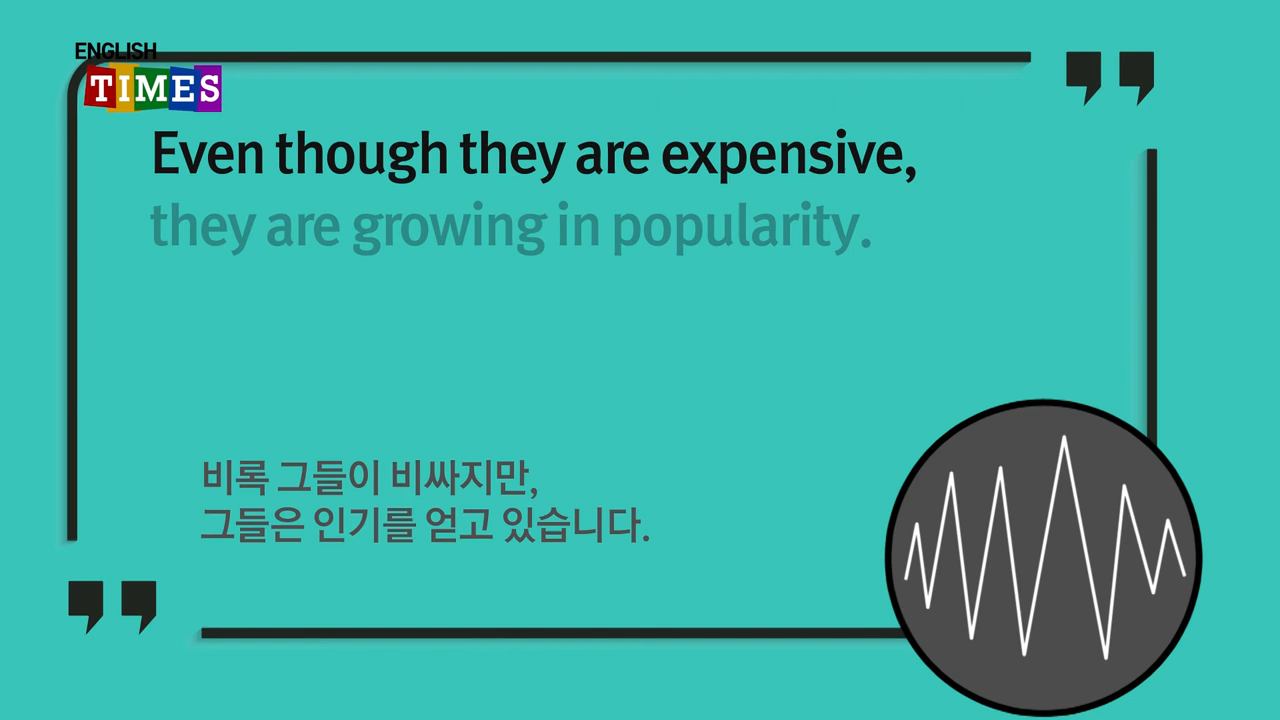 ENGLISH
TIMES
Even though they are expensive,
they are growing in popularity.
비록 그들이 비싸지만,
그들은 인기를 얻고 있습니다.